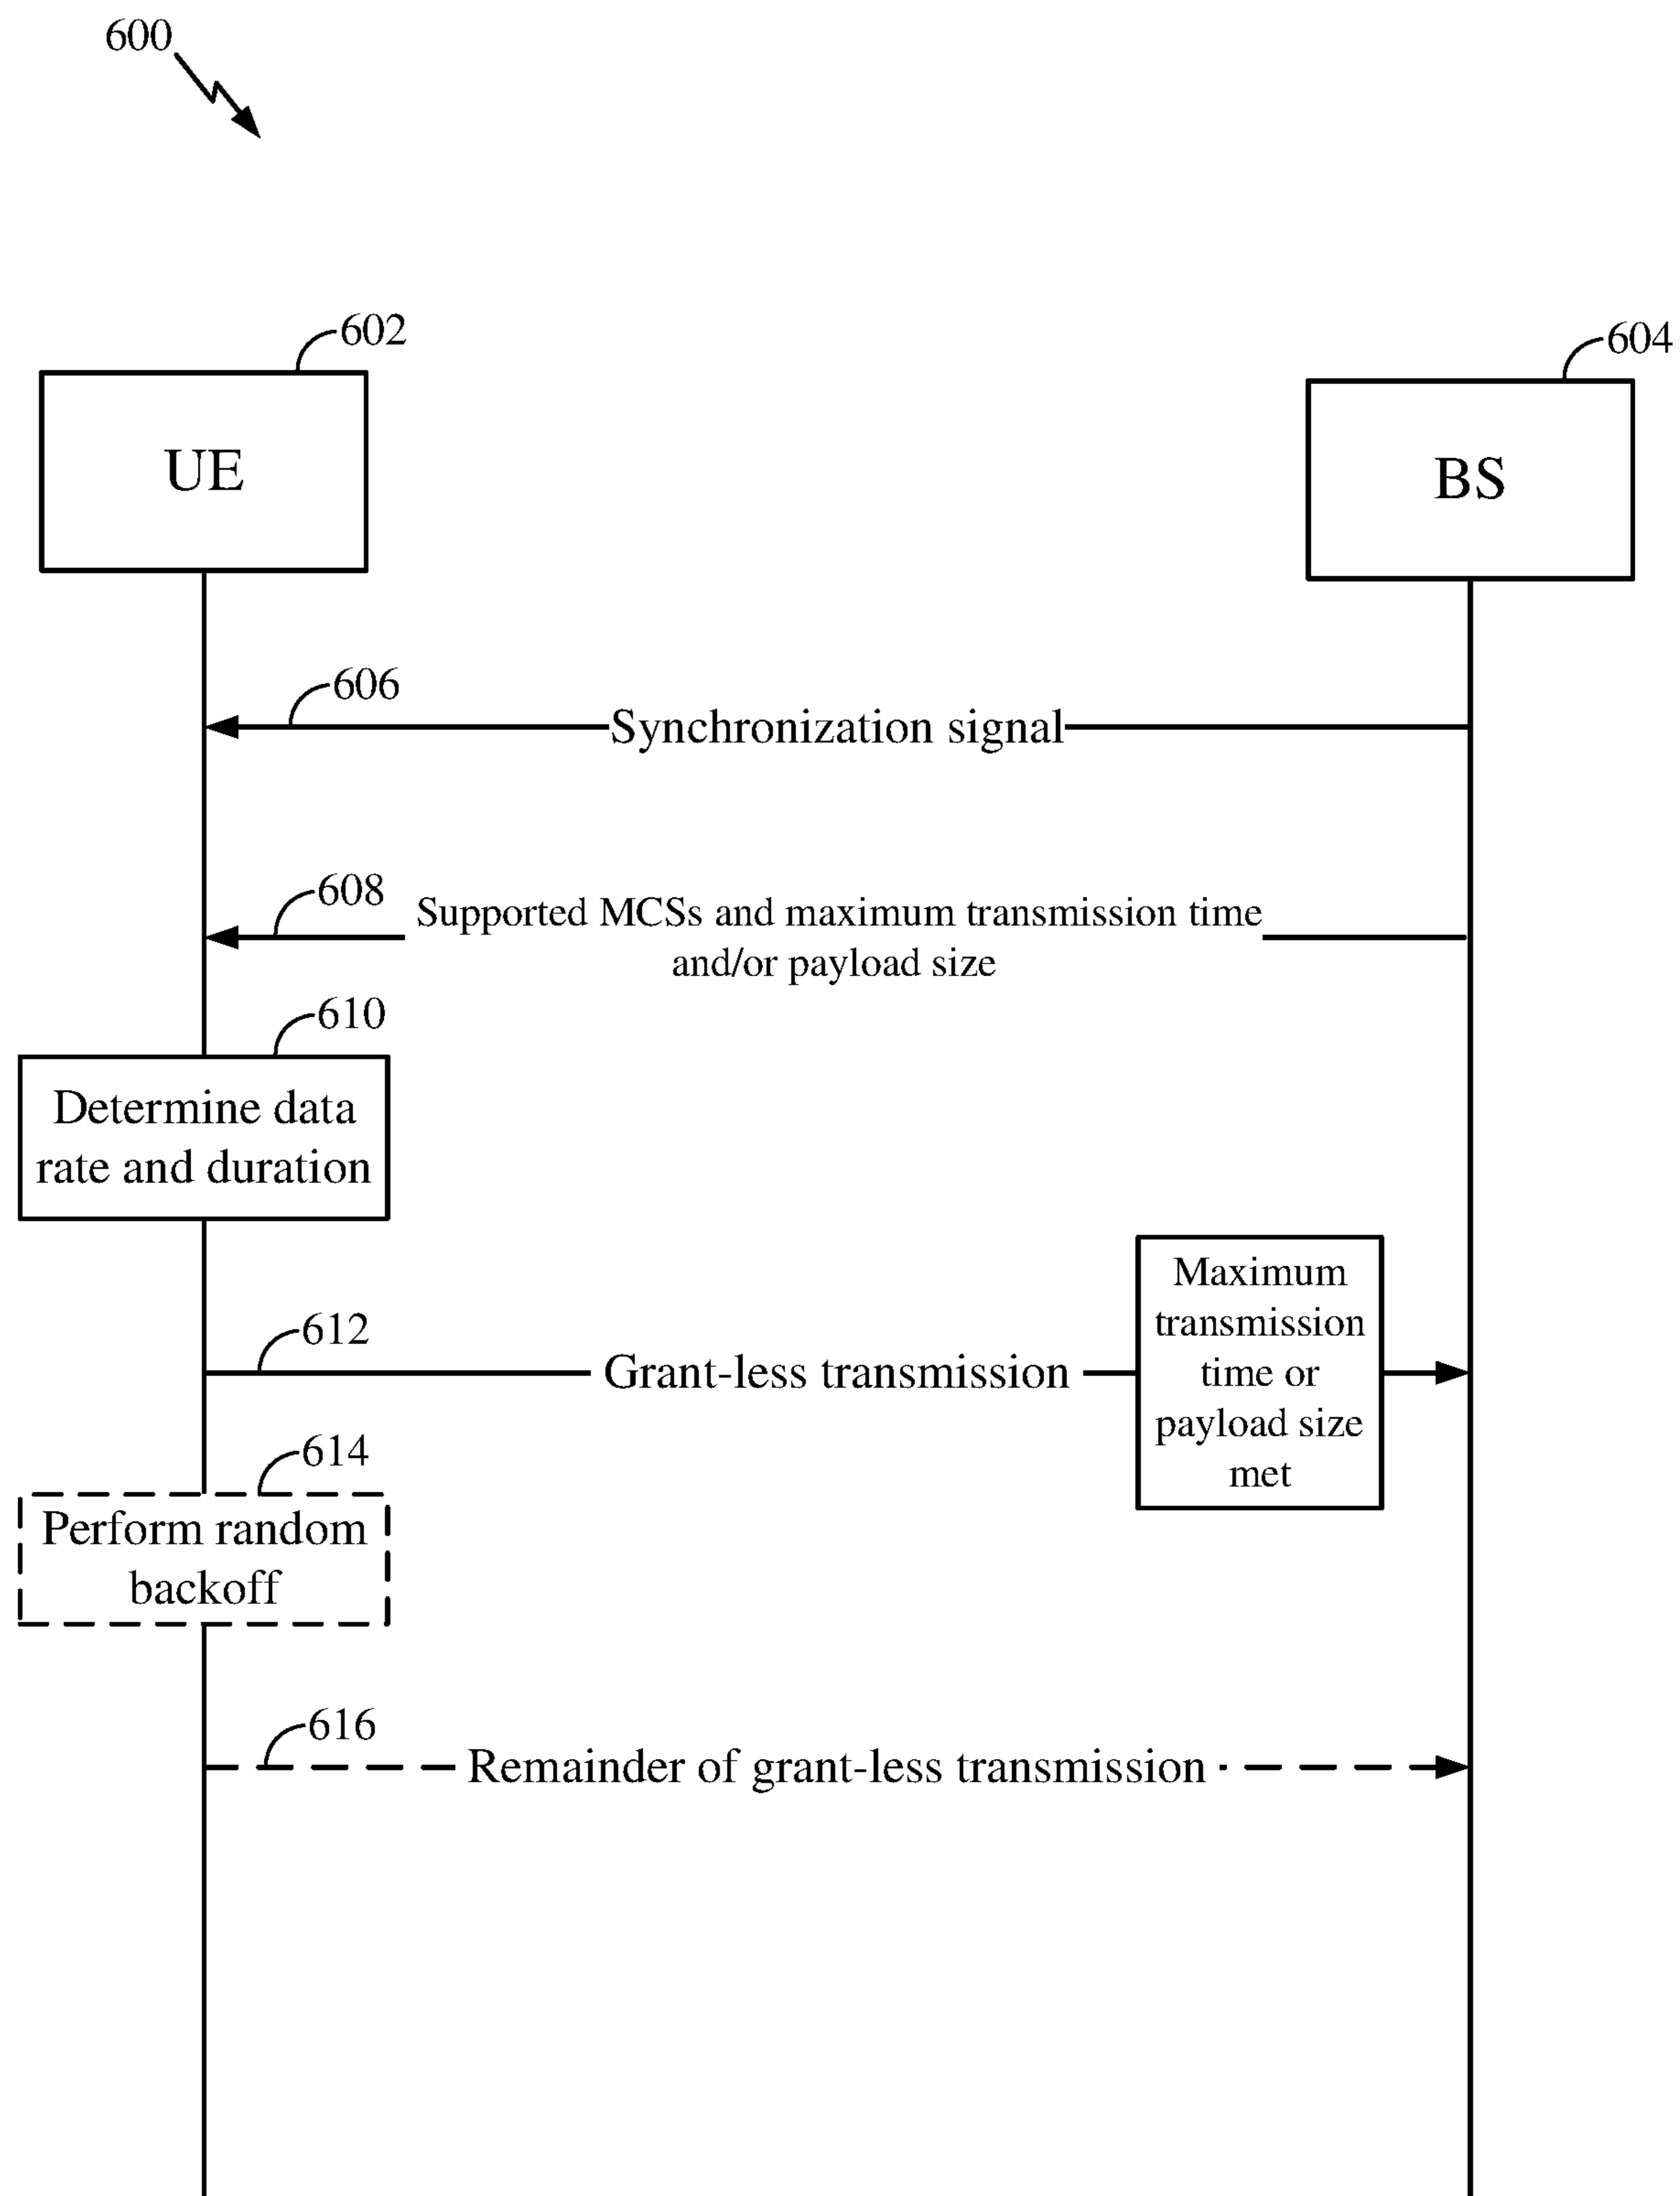 600
602
604
UE
BS
606
Synchronization signal
608
Supported MCSs and maximum transmission time
and/or payload size
610
Determine data
rate and duration
612
Grant-less transmission
Maximum
transmission
time or
payload size
met
614
Perform random
backoff
616
Remainder of grant-less transmission